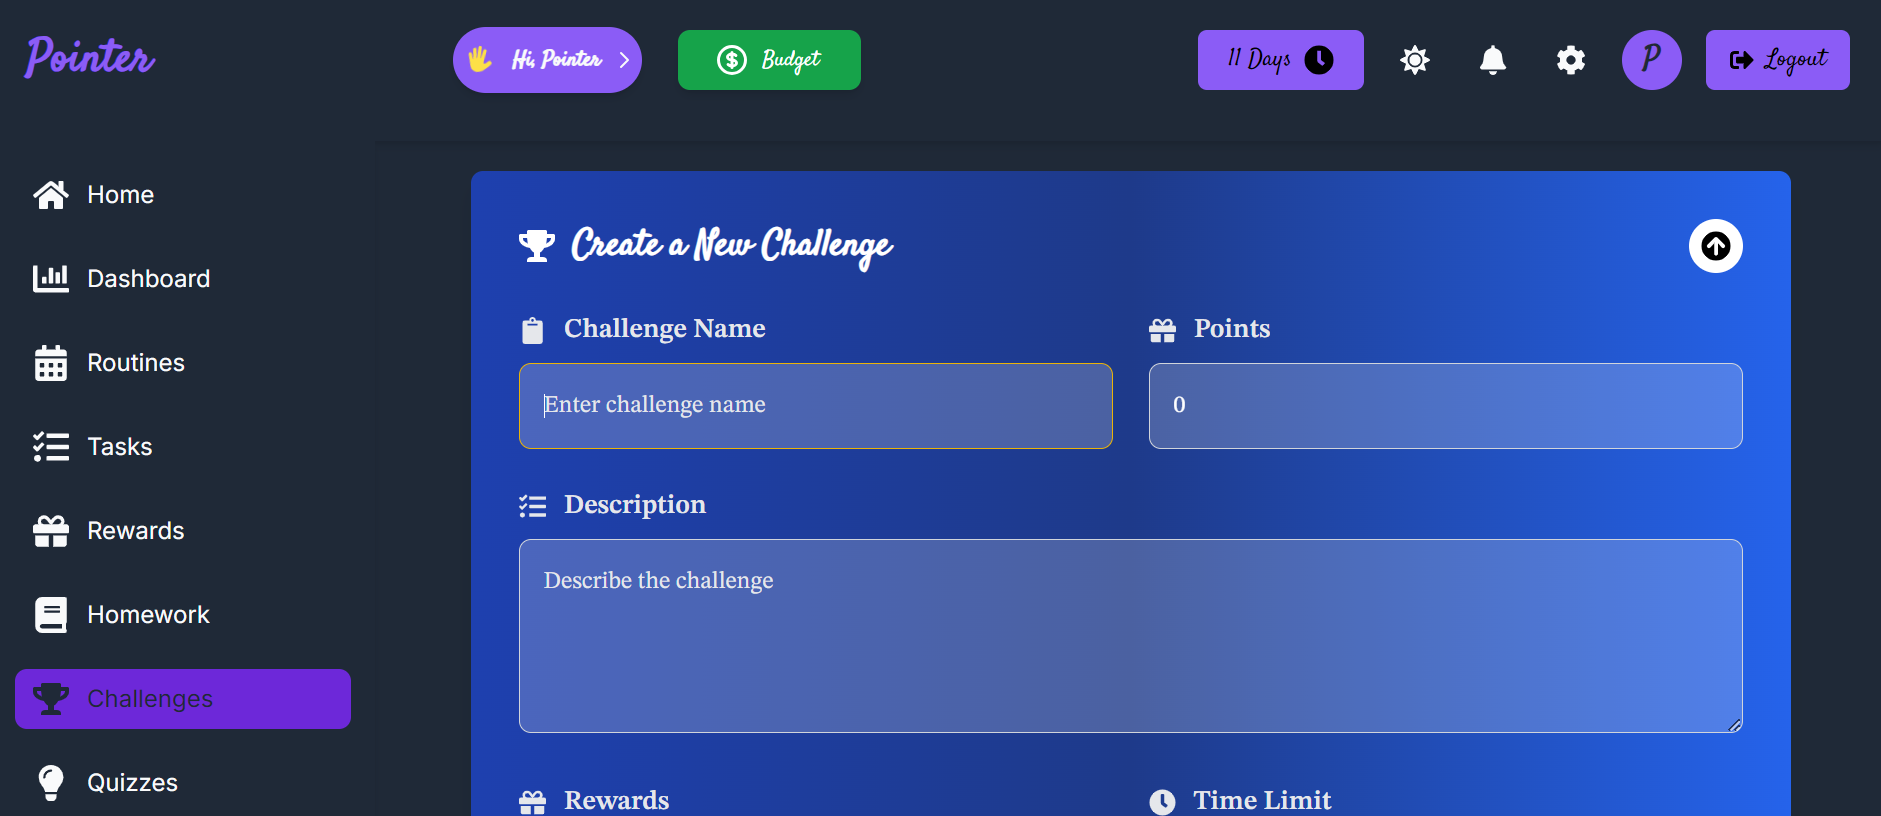 Pointer
Hi, Pointer
Budget
11 Days
P
Logout
Home
Dashboard
Routines
Tasks
Rewards
Homework
Challenges
Quizzes
Create a New Challenge
Challenge Name
Points
Enter challenge name
0
Description
Describe the challenge
Rewards
Time Limit